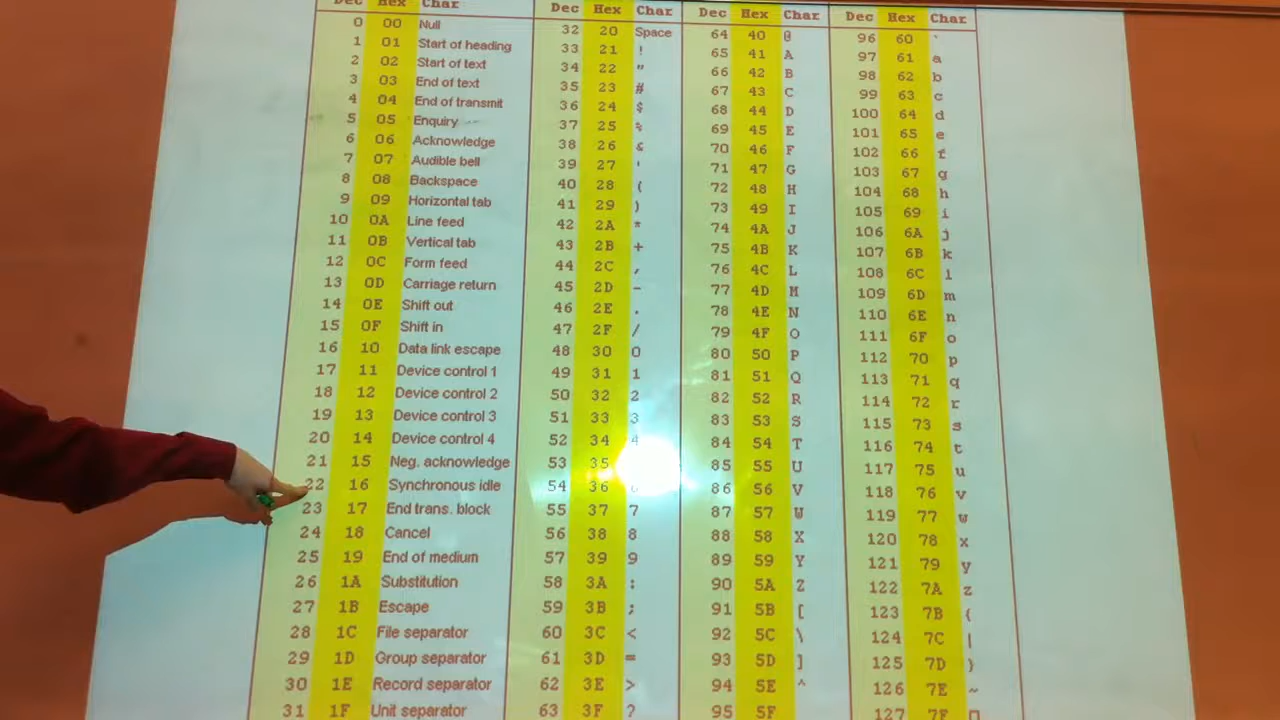 Dec Hex Char Dec Hex Char Dec Hex Char Dec Hex Char
0 00 Null 32 20 Space 64 40 @ 96 60 `
1 01 Start of heading 33 21 ! 65 41 A 97 61 a
2 02 Start of text 34 22 " 66 42 B 98 62 b
3 03 End of text 35 23 # 67 43 C 99 63 c
4 04 End of transmit 36 24 $ 68 44 D 100 64 d
5 05 Enquiry 37 25 % 69 45 E 101 65 e
6 06 Acknowledge 38 26 & 70 46 F 102 66 f
7 07 Audible bell 39 27 ' 71 47 G 103 67 g
8 08 Backspace 40 28 ( 72 48 H 104 68 h
9 09 Horizontal tab 41 29 ) 73 49 I 105 69 i
10 0A Line feed 42 2A * 74 4A J 106 6A j
11 0B Vertical tab 43 2B + 75 4B K 107 6B k
12 0C Form feed 44 2C , 76 4C L 108 6C l
13 0D Carriage return 45 2D - 77 4D M 109 6D m
14 0E Shift out 46 2E . 78 4E N 110 6E n
15 0F Shift in 47 2F / 79 4F O 111 6F o
16 10 Data link escape 48 30 0 80 50 P 112 70 p
17 11 Device control 1 49 31 1 81 51 Q 113 71 q
18 12 Device control 2 50 32 2 82 52 R 114 72 r
19 13 Device control 3 51 33 3 83 53 S 115 73 s
20 14 Device control 4 52 34 4 84 54 T 116 74 t
21 15 Neg. acknowledge 53 35 85 55 U 117 75 u
22 16 Synchronous idle 54 36 86 56 V 118 76 v
23 17 End trans. block 55 37 7 87 57 W 119 77 w
24 18 Cancel 56 38 8 88 58 X 120 78 x
25 19 End of medium 57 39 9 89 59 Y 121 79 y
26 1A Substitution 58 3A : 90 5A Z 122 7A z
27 1B Escape 59 3B ; 91 5B [ 123 7B {
28 1C File separator 60 3C < 92 5C \ 124 7C |
29 1D Group separator 61 3D = 93 5D ] 125 7D }
30 1E Record separator 62 3E > 94 5E ^ 126 7E ~
31 1F Unit separator 63 3F ? 95 5F 127 7F □